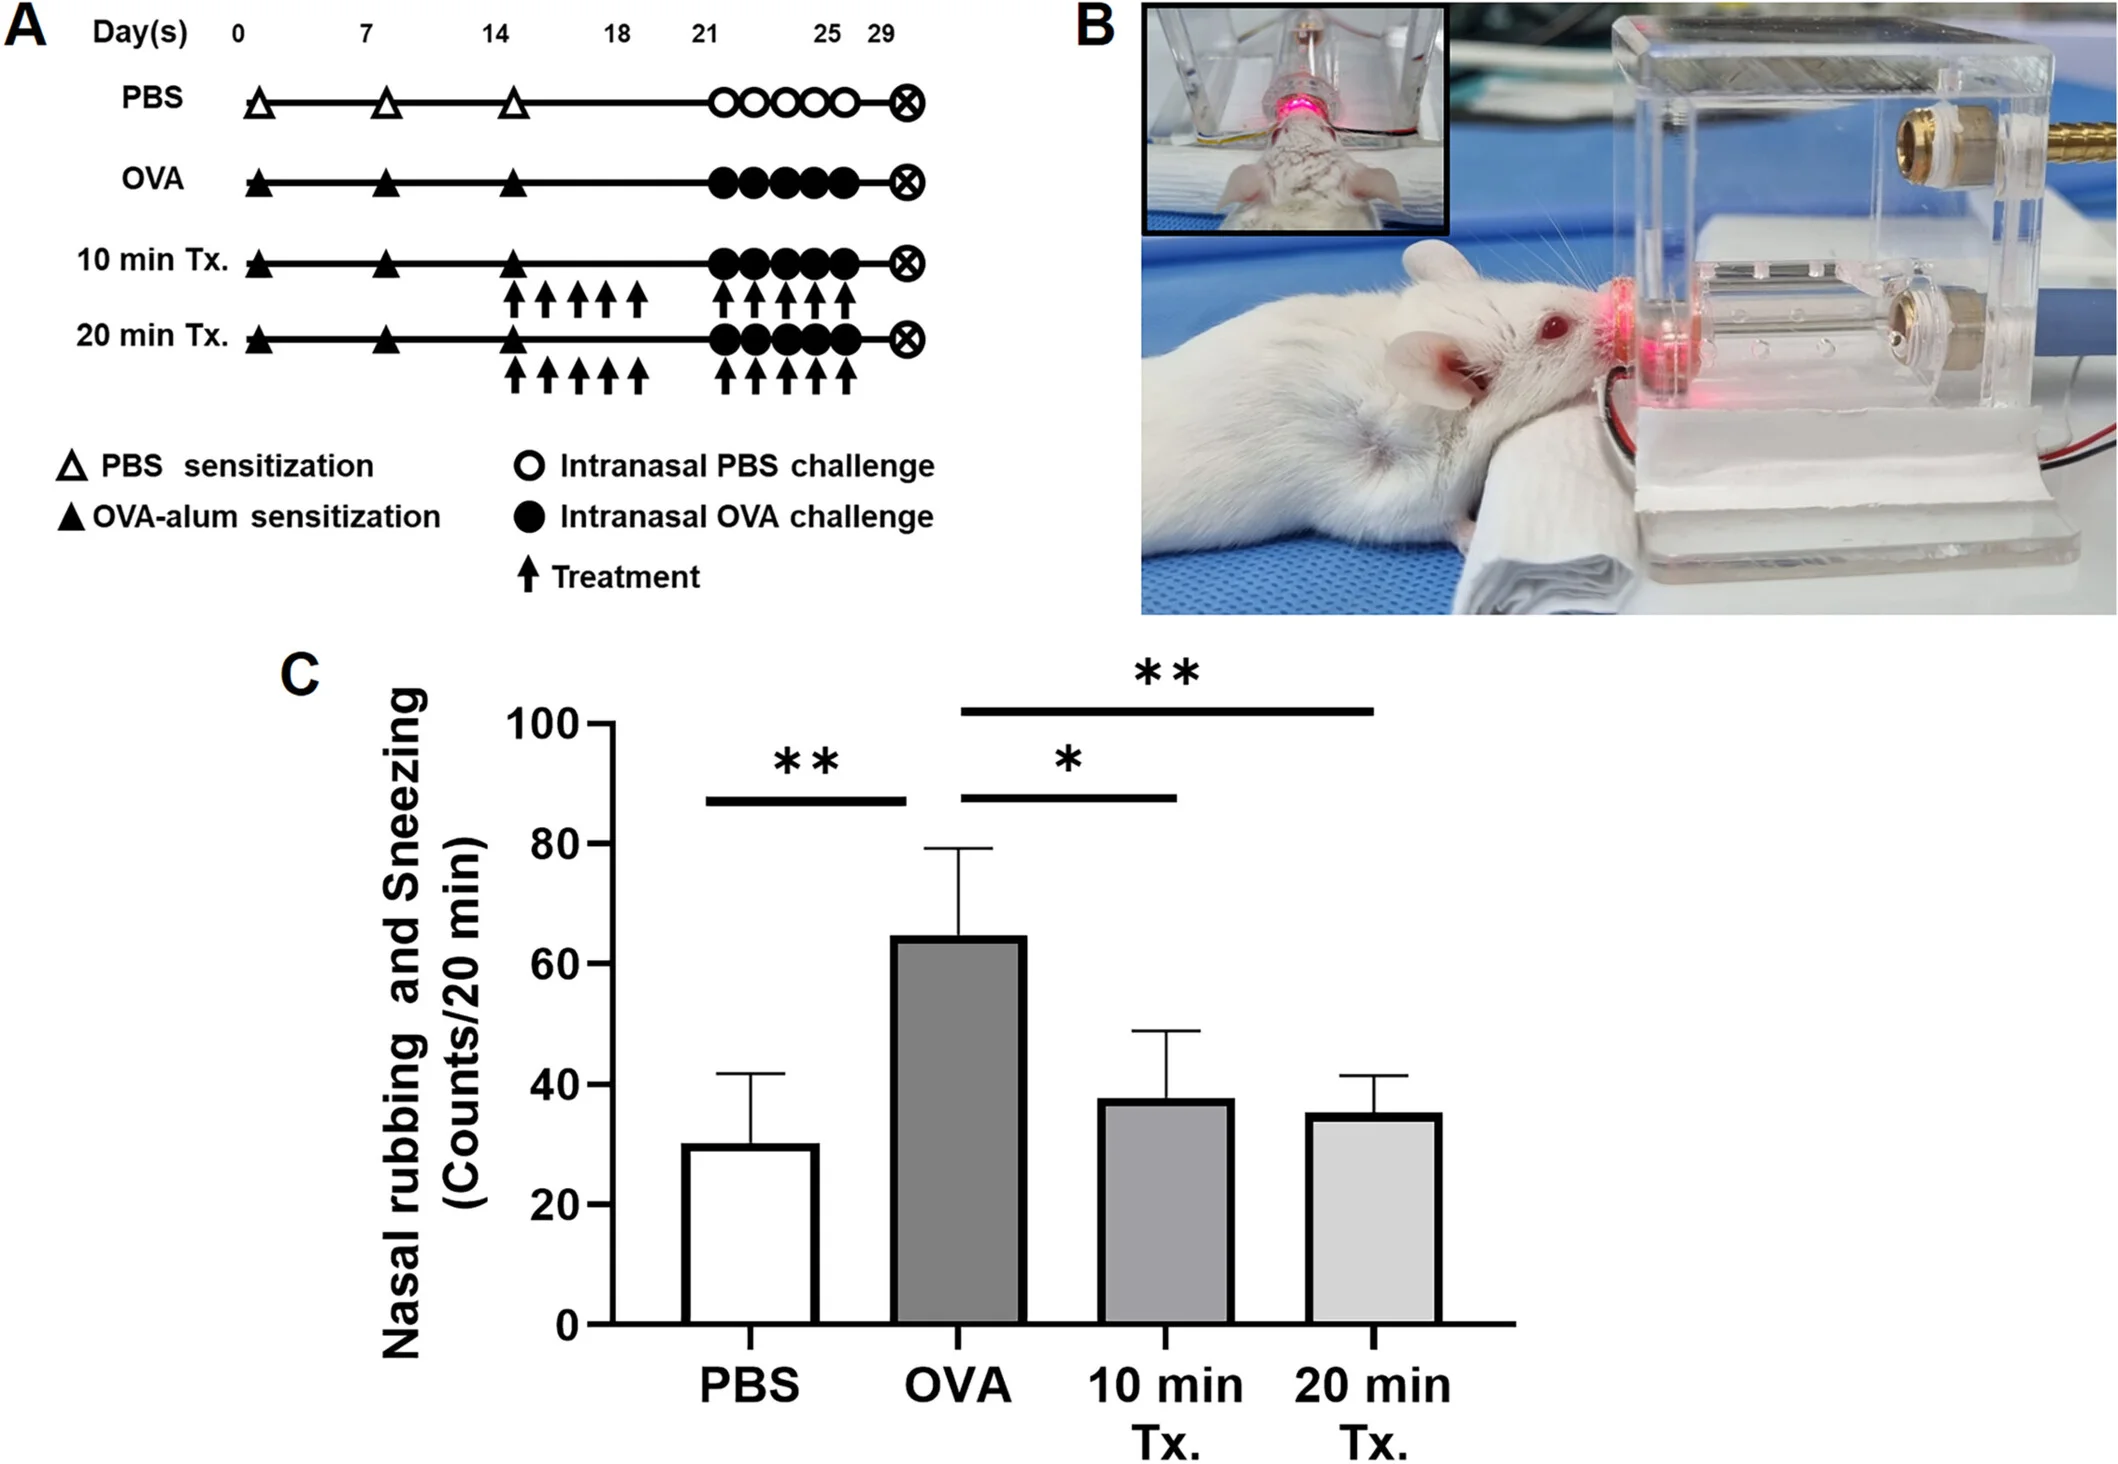 A
Day(s) 0 7 14 18 21 25 29
PBS
OVA
10 min Tx.
20 min Tx.
PBS sensitization
OVA-alum sensitization
Intranasal PBS challenge
Intranasal OVA challenge
Treatment
B
C
Nasal rubbing and Sneezing
(Counts/20 min)
100
80
60
40
20
0
**
*
**
PBS
OVA
10 min
Tx.
20 min
Tx.